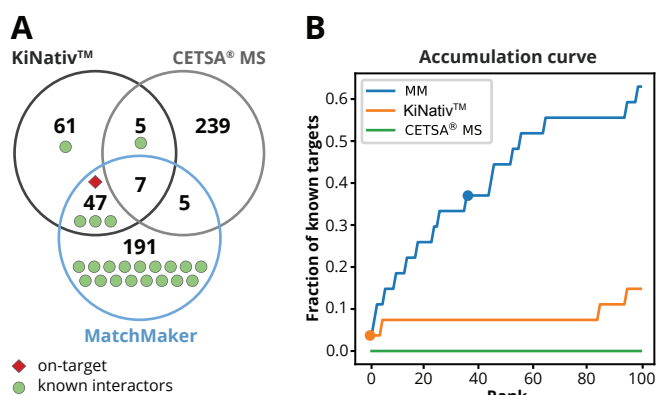 A
KiNativ™
CETSA® MS
61
5
239
47
7
5
191
MatchMaker
on-target
known interactors
B
Accumulation curve
MM
KiNativ™
CETSA® MS
Fraction of known targets
0.6
0.5
0.4
0.3
0.2
0.1
0.0
0 20 40 60 80 100
Rank